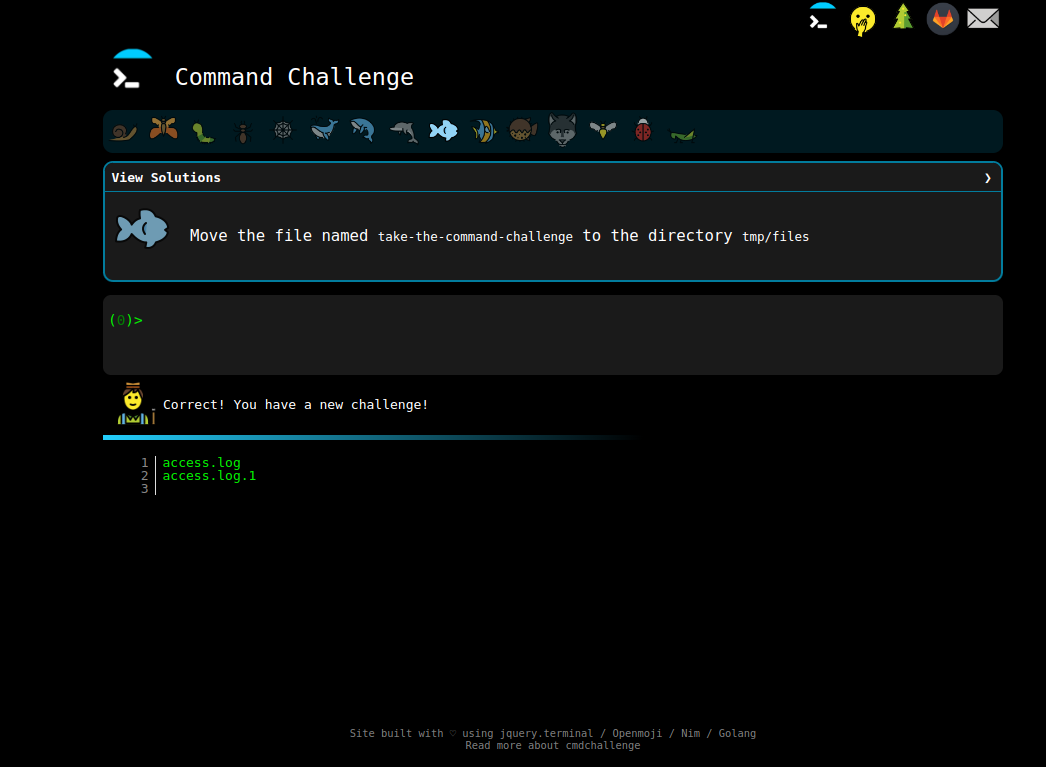 Command Challenge
View Solutions ❯
Move the file named take-the-command-challenge to the directory tmp/files
(0)>
Correct! You have a new challenge!
1 access.log
2 access.log.1
3
Site built with ♡ using jquery.terminal / Openmoji / Nim / Golang
Read more about cmdchallenge